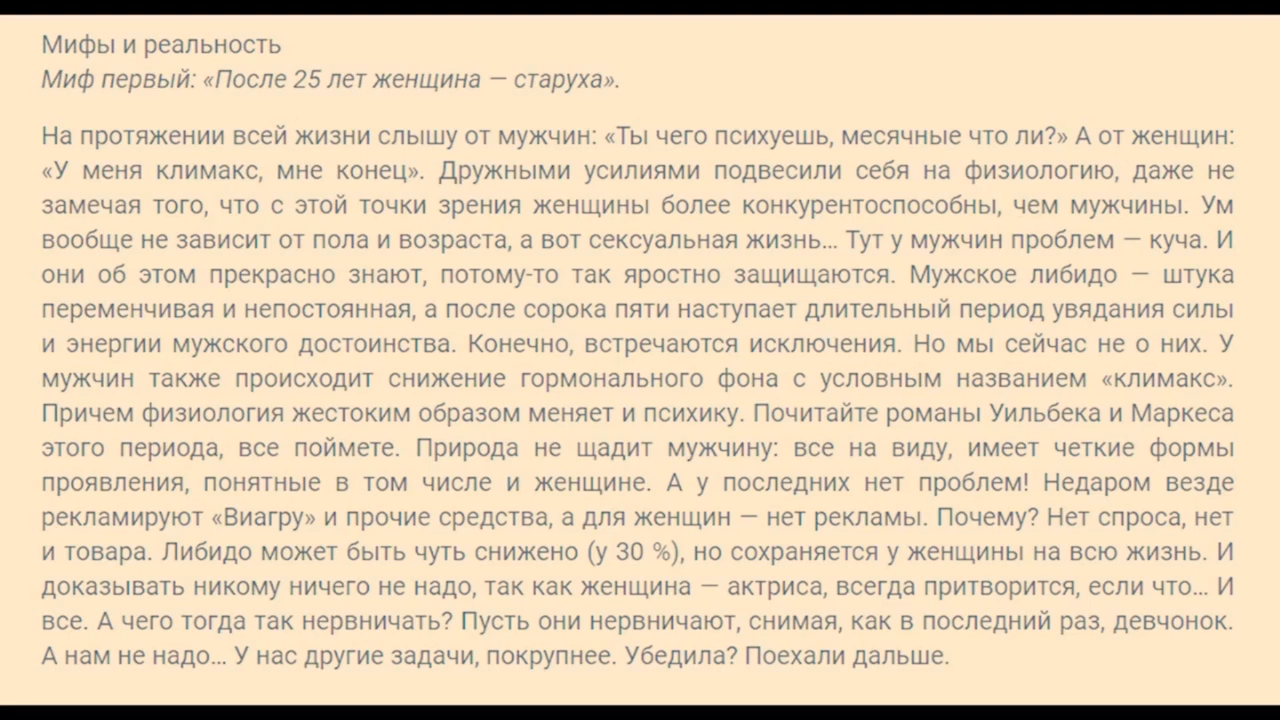 Мифы и реальность
Миф первый: «После 25 лет женщина — старуха».
На протяжении всей жизни слышу от мужчин: «Ты чего психуешь, месячные что ли?» А от женщин:
«У меня климакс, мне конец». Дружными усилиями подвесили себя на физиологию, даже не
замечая того, что с этой точки зрения женщины более конкурентоспособны, чем мужчины. Ум
вообще не зависит от пола и возраста, а вот сексуальная жизнь... Тут у мужчин проблем — куча. И
они об этом прекрасно знают, потому-то так яростно защищаются. Мужское либидо — штука
переменчивая и непостоянная, а после сорока пяти наступает длительный период увядания силы
и энергии мужского достоинства. Конечно, встречаются исключения. Но мы сейчас не о них. У
мужчин также происходит снижение гормонального фона с условным названием «климакс».
Причем физиология жестоким образом меняет и психику. Почитайте романы Уильбека и Маркеса
этого периода, все поймете. Природа не щадит мужчину: все на виду, имеет четкие формы
проявления, понятные в том числе и женщине. А у последних нет проблем! Недаром везде
рекламируют «Виагру» и прочие средства, а для женщин — нет рекламы. Почему? Нет спроса, нет
и товара. Либидо может быть чуть снижено (у 30 %), но сохраняется у женщины на всю жизнь. И
доказывать никому ничего не надо, так как женщина — актриса, всегда притворится, если что... И
все. А чего тогда так нервничать? Пусть они нервничают, снимая, как в последний раз, девчонок.
А нам не надо... У нас другие задачи, покрупнее. Убедила? Поехали дальше.